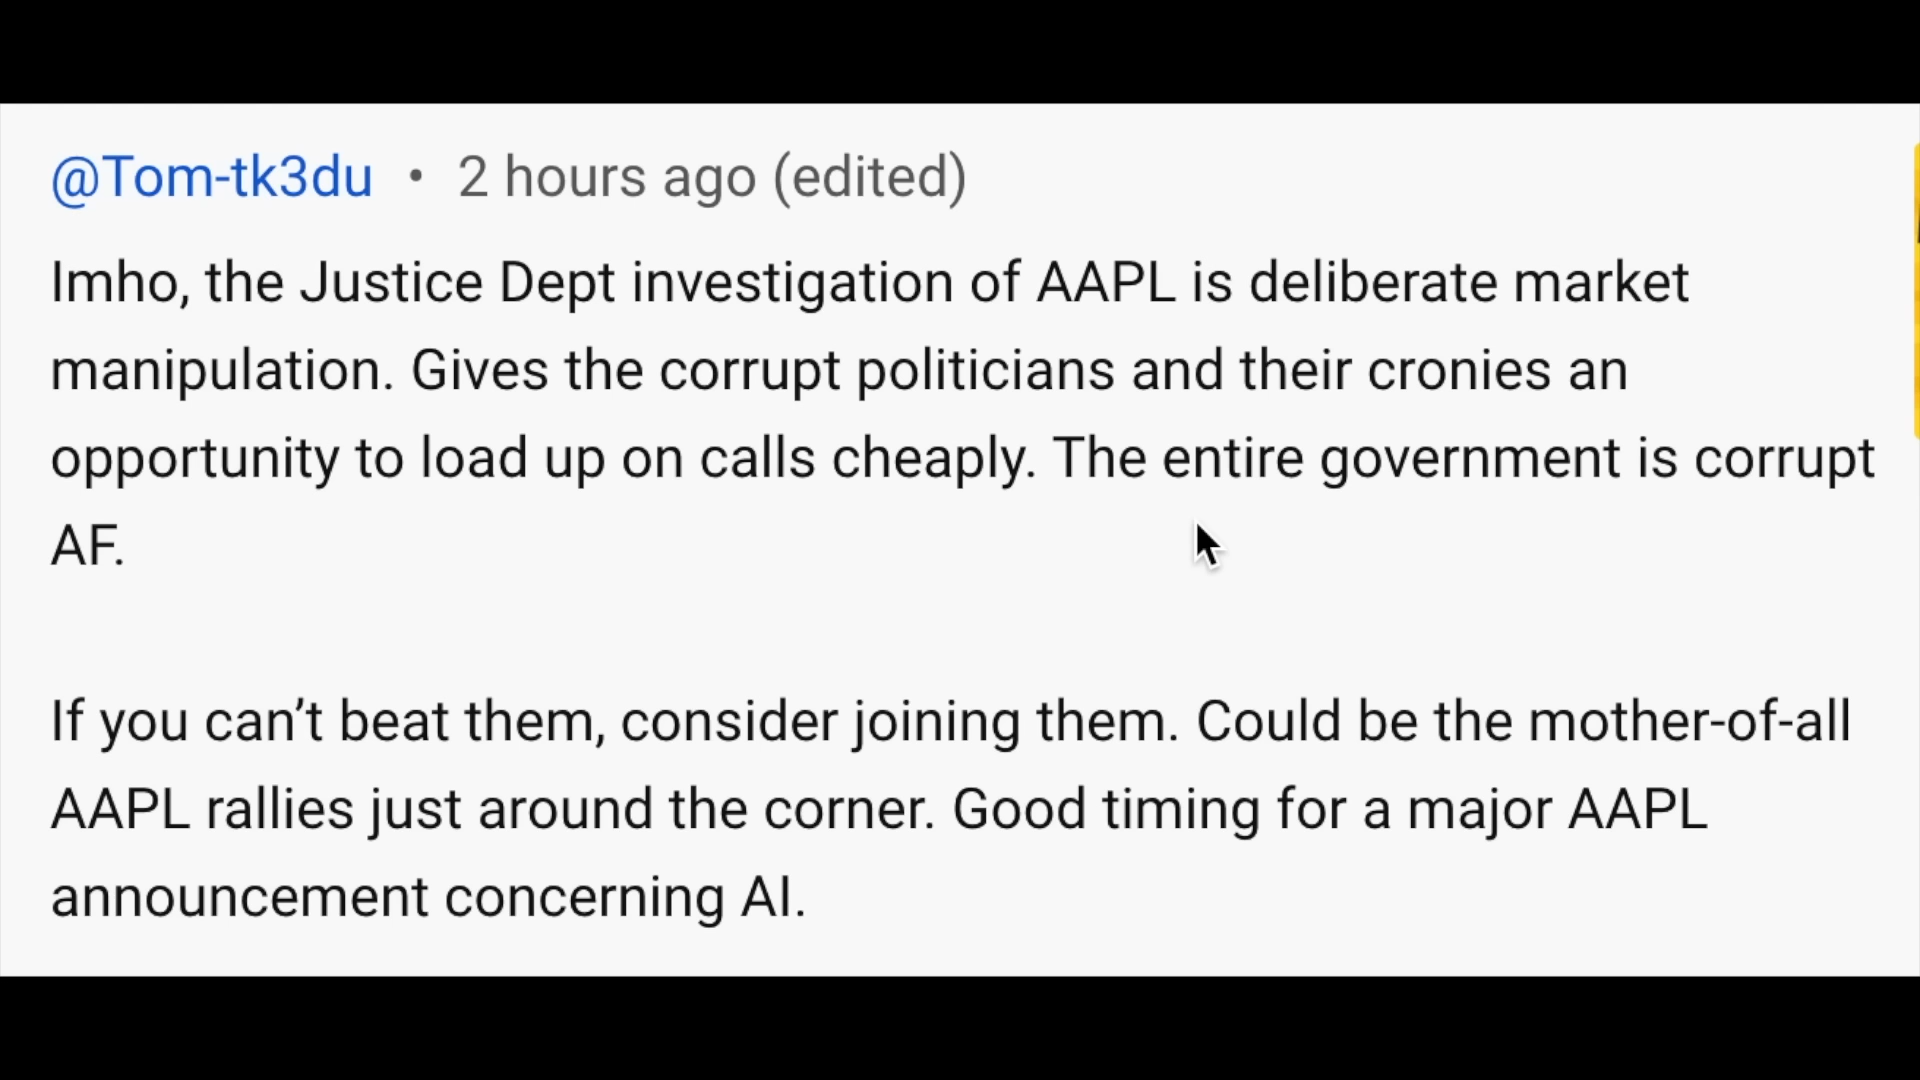 @Tom-tk3du • 2 hours ago (edited)
Imho, the Justice Dept investigation of AAPL is deliberate market
manipulation. Gives the corrupt politicians and their cronies an
opportunity to load up on calls cheaply. The entire government is corrupt
AF.
If you can’t beat them, consider joining them. Could be the mother-of-all
AAPL rallies just around the corner. Good timing for a major AAPL
announcement concerning AI.